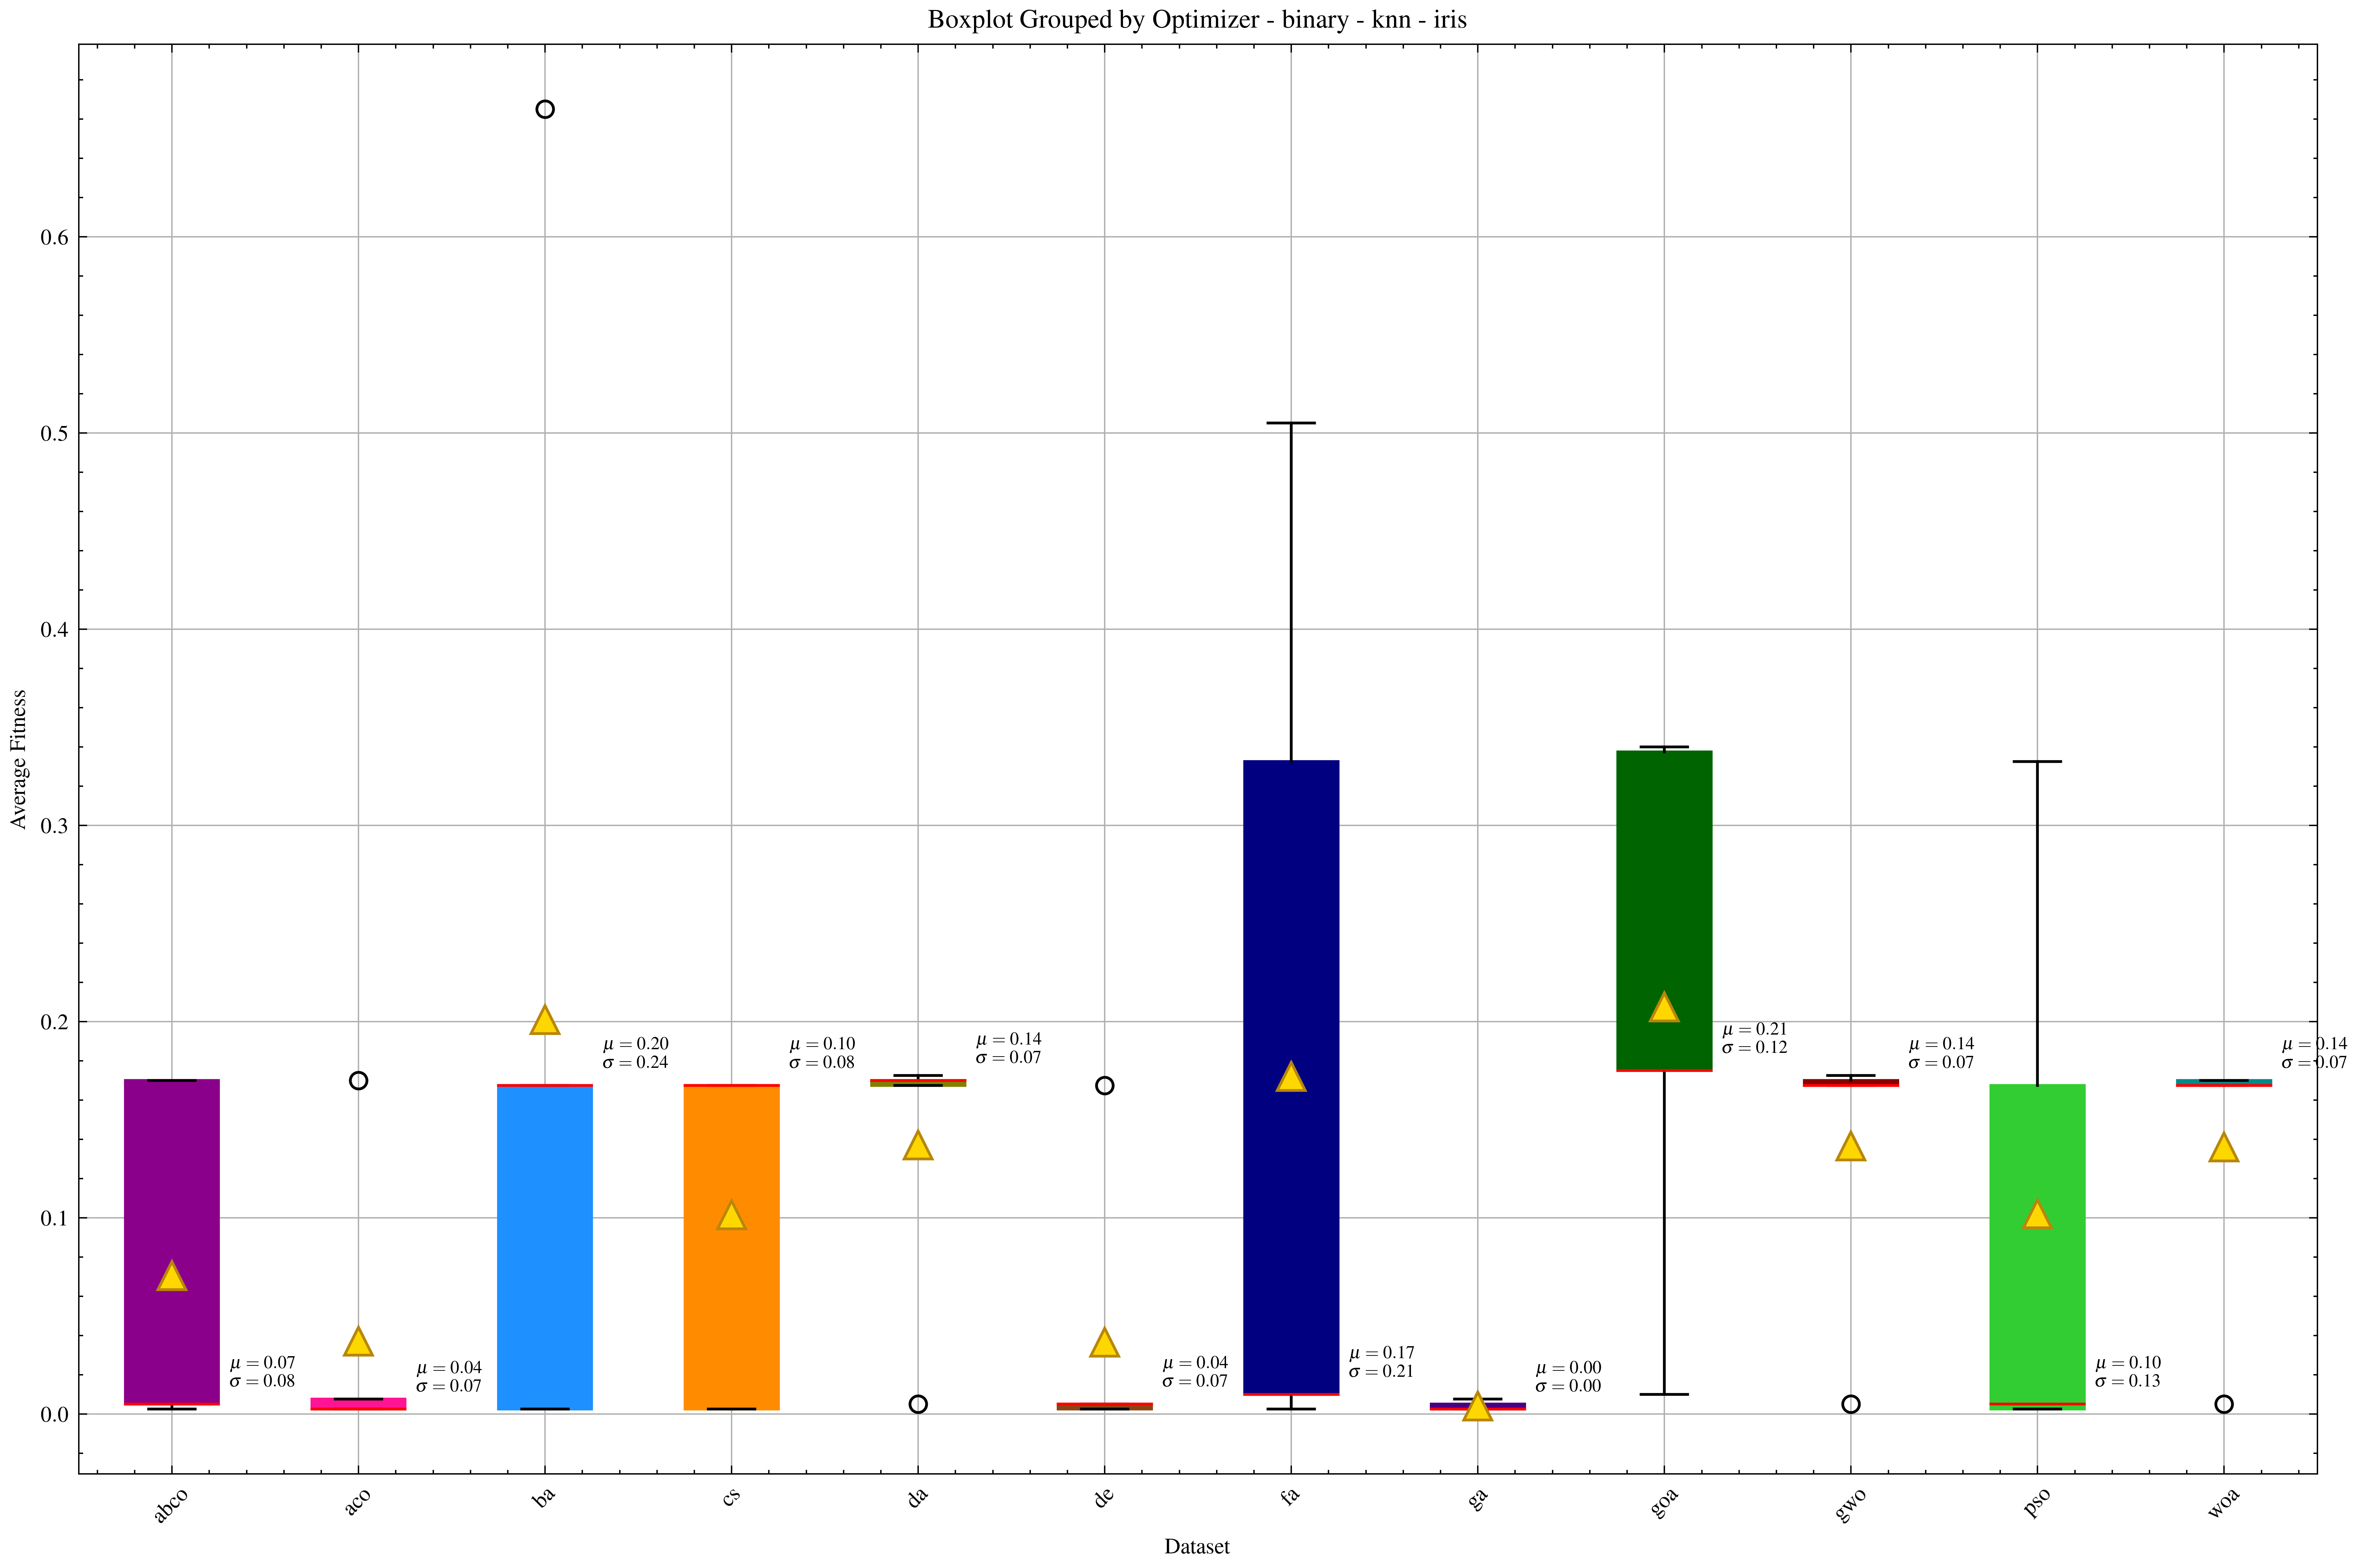 Boxplot Grouped by Optimizer - binary - knn - iris
Average Fitness
0.6
0.5
0.4
0.3
0.2
0.1
0.0
μ = 0.07
σ = 0.08
μ = 0.04
σ = 0.07
μ = 0.20
σ = 0.24
μ = 0.10
σ = 0.08
μ = 0.14
σ = 0.07
μ = 0.04
σ = 0.07
μ = 0.17
σ = 0.21
μ = 0.00
σ = 0.00
μ = 0.21
σ = 0.12
μ = 0.14
σ = 0.07
μ = 0.10
σ = 0.13
μ = 0.14
σ = 0.07
abco
aco
ba
cs
da
de
fa
ga
goa
gwo
pso
woa
Dataset